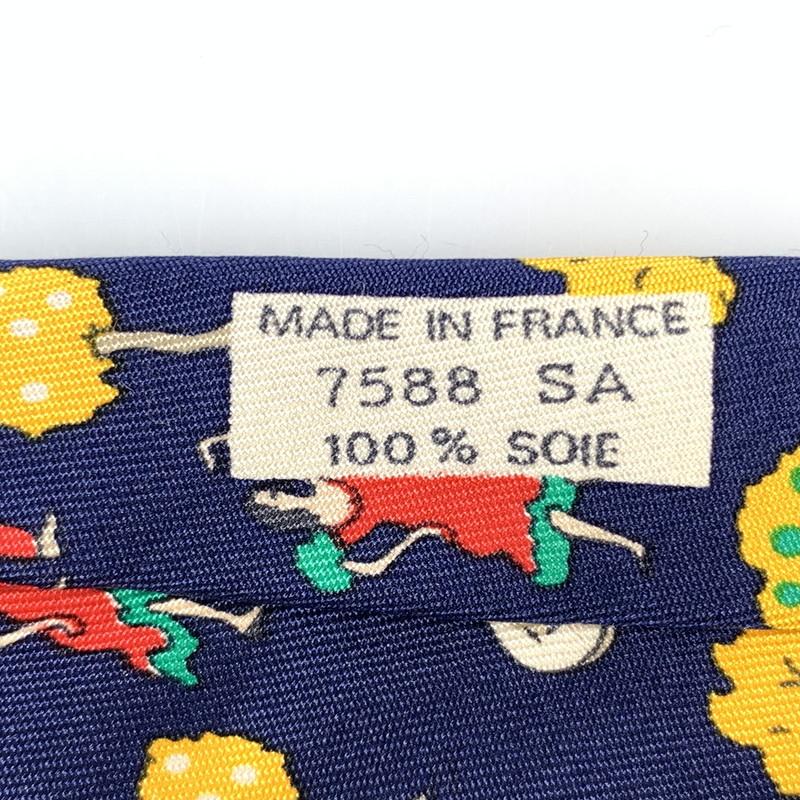 MADE IN FRANCE
7588 SA
100% SOIE